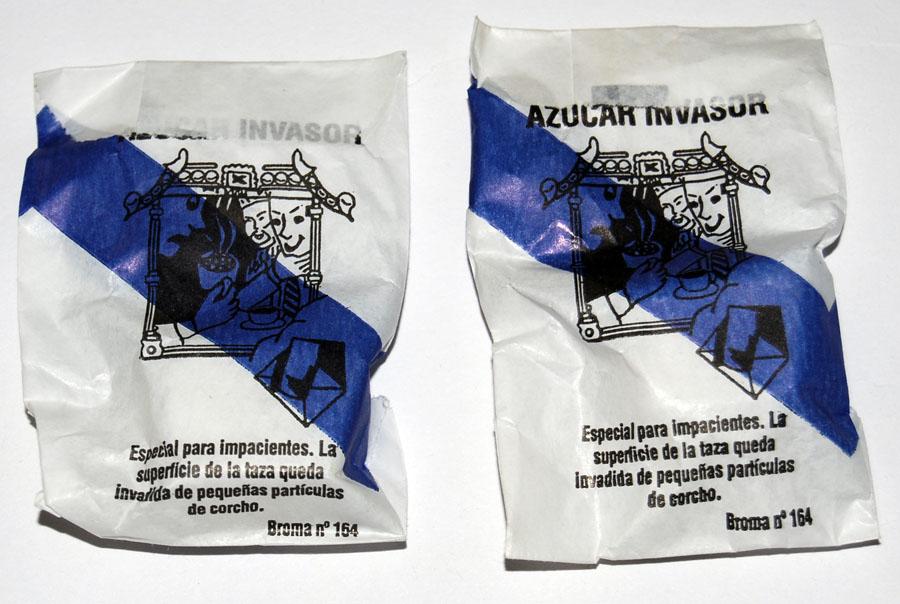 AZUCAR INVASOR
Especial para impacientes. La
superficie de la taza queda
invadida de pequeñas partículas
de corcho.
Broma nº 164
AZUCAR INVASOR
Especial para impacientes. La
superficie de la taza queda
invadida de pequeñas partículas
de corcho.
Broma nº 164